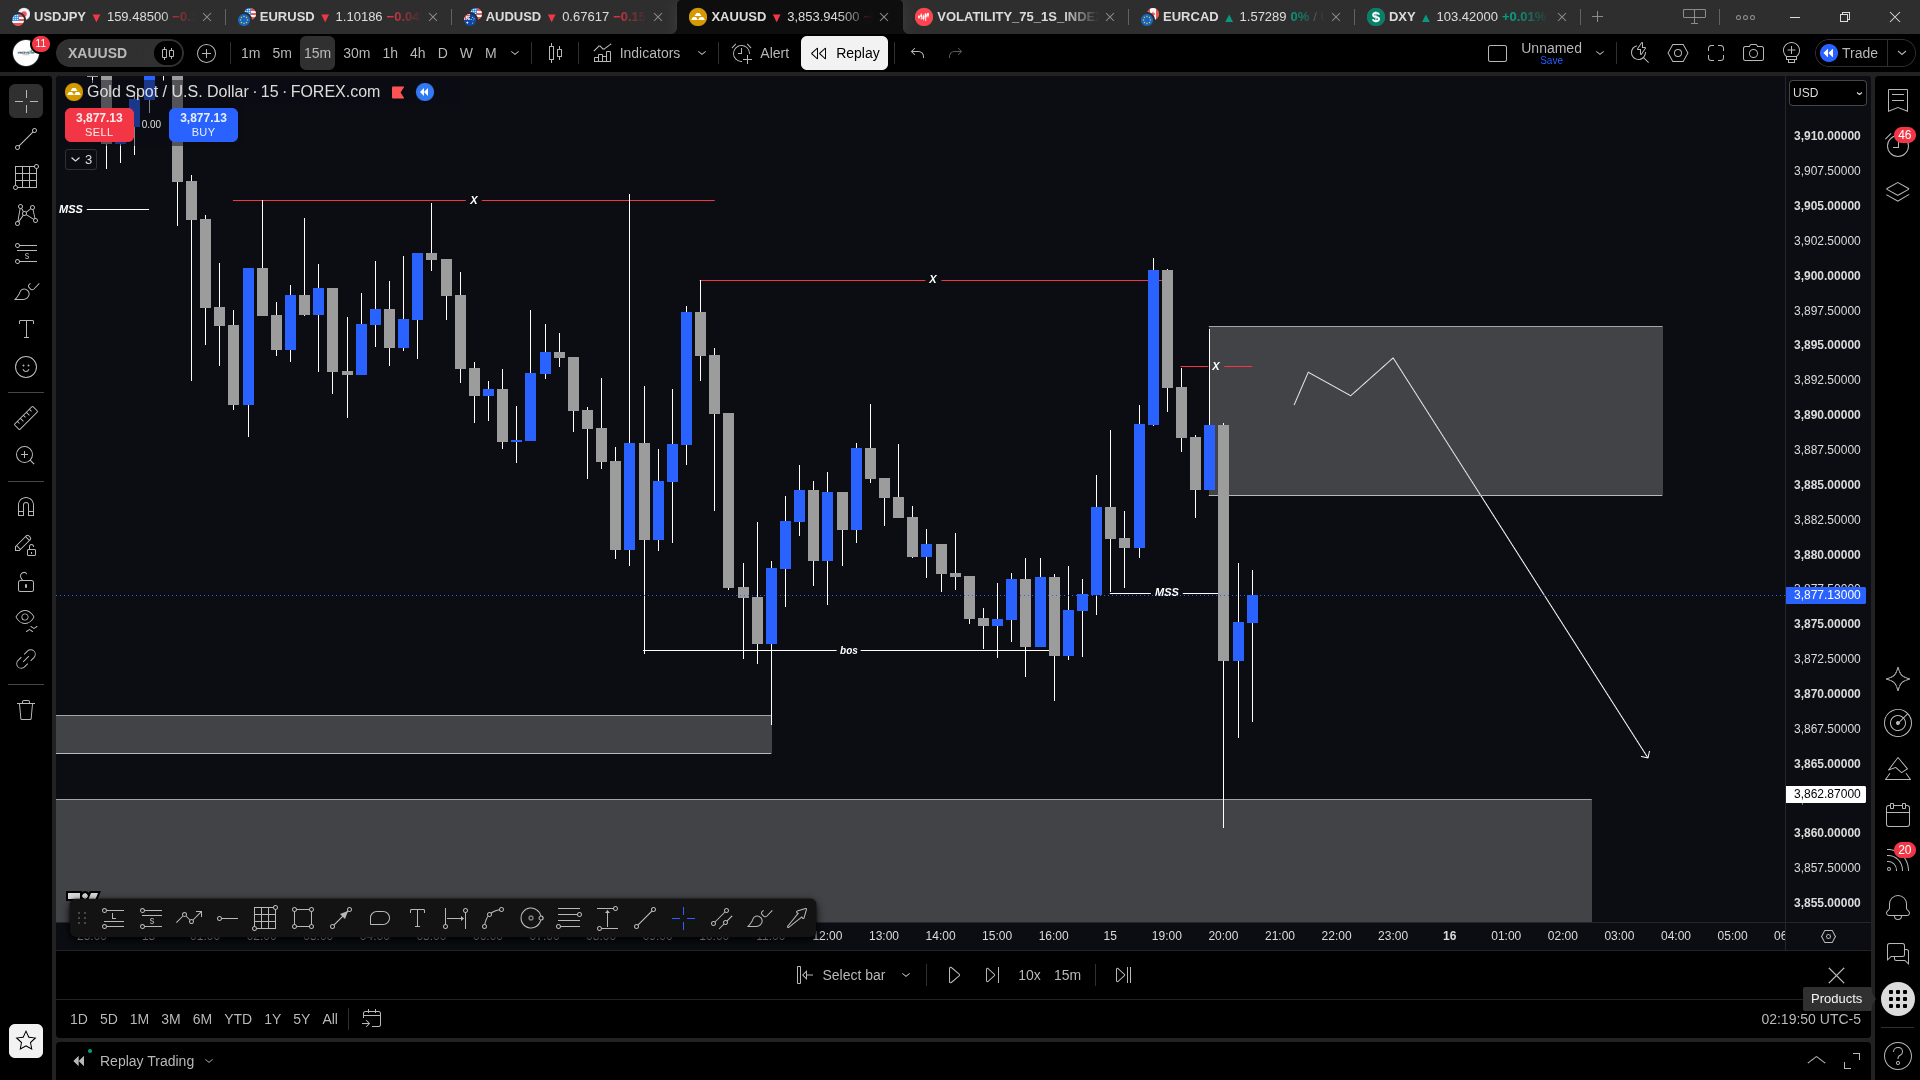 USDJPY ▼ 159.48500 −0.
EURUSD ▼ 1.10186 −0.04
AUDUSD ▼ 0.67617 −0.15
XAUUSD ▼ 3,853.94500 −
VOLATILITY_75_1S_INDE
EURCAD ▲ 1.57289 0% /
DXY ▲ 103.42000 +0.01%
11
XAUUSD
1m 5m 15m 30m 1h 4h D W M
Indicators
Alert
Replay
Unnamed
Save
Trade
Gold Spot / U.S. Dollar · 15 · FOREX.com
3,877.13
SELL
0.00
3,877.13
BUY
3
USD
46
3,910.00000
3,907.50000
3,905.00000
3,902.50000
3,900.00000
3,897.50000
3,895.00000
3,892.50000
3,890.00000
3,887.50000
3,885.00000
3,882.50000
3,880.00000
3,877.50000
3,877.13000
3,875.00000
3,872.50000
3,870.00000
3,867.50000
3,865.00000
3,862.87000
3,860.00000
3,857.50000
3,855.00000
MSS
X
X
X
MSS
bos
20
12:00 13:00 14:00 15:00 16:00 15 19:00 20:00 21:00 22:00 23:00 16 01:00 02:00 03:00 04:00 05:00 06
Select bar
10x 15m
Products
1D 5D 1M 3M 6M YTD 1Y 5Y All
02:19:50 UTC-5
Replay Trading